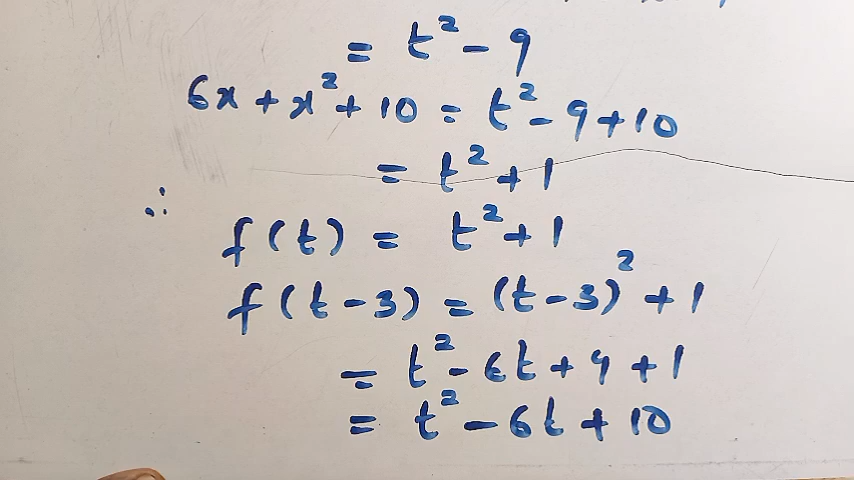 = t² - 9
6x + x² + 10 = t² - 9 + 10
= t² + 1
∴
f(t) = t² + 1
f(t - 3) = (t - 3)² + 1
= t² - 6t + 9 + 1
= t² - 6t + 10